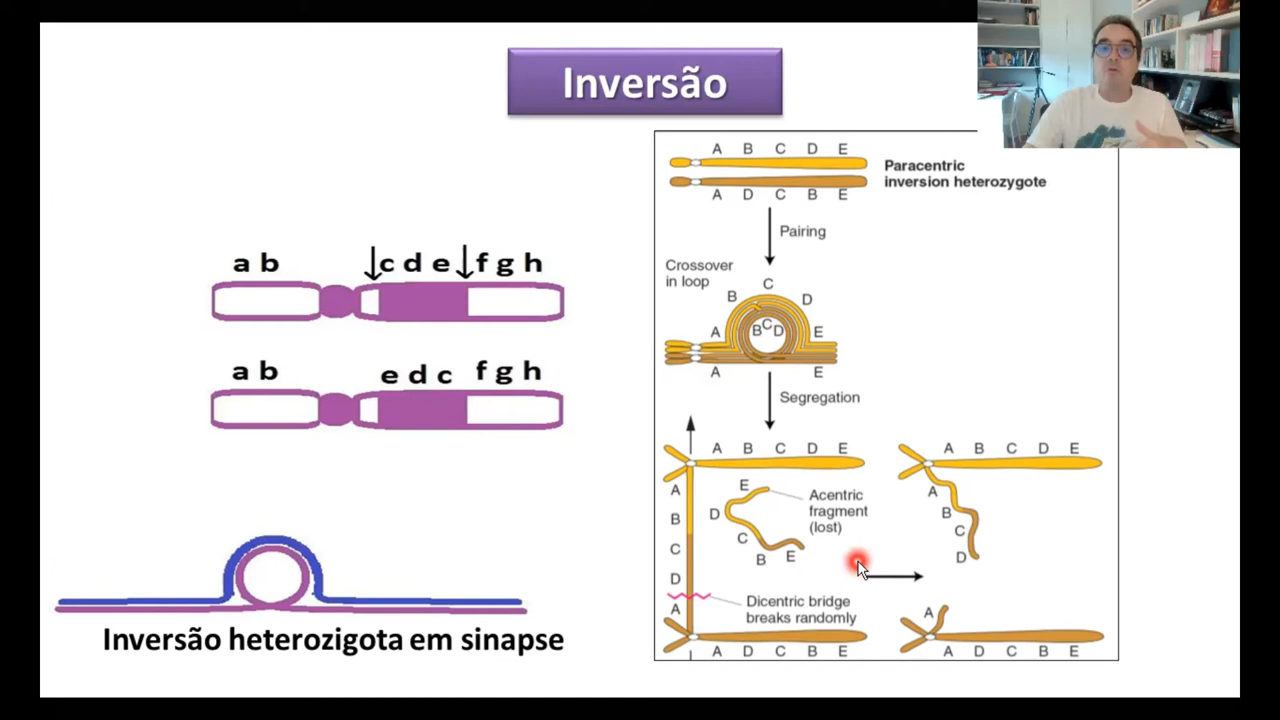 Inversão
a b ↓c d e↓f g h
a b e d c f g h
Inversão heterozigota em sinapse
A B C D E
Paracentric
inversion heterozygote
A D C B E
Pairing
Crossover
in loop
C
B D
A B C D E
A E
Segregation
A B C D E
A
B
C
D
A
E
D
C
B E
Acentric
fragment
(lost)
Dicentric bridge
breaks randomly
A D C B E
A B C D E
A
B
C
D
A
A D C B E